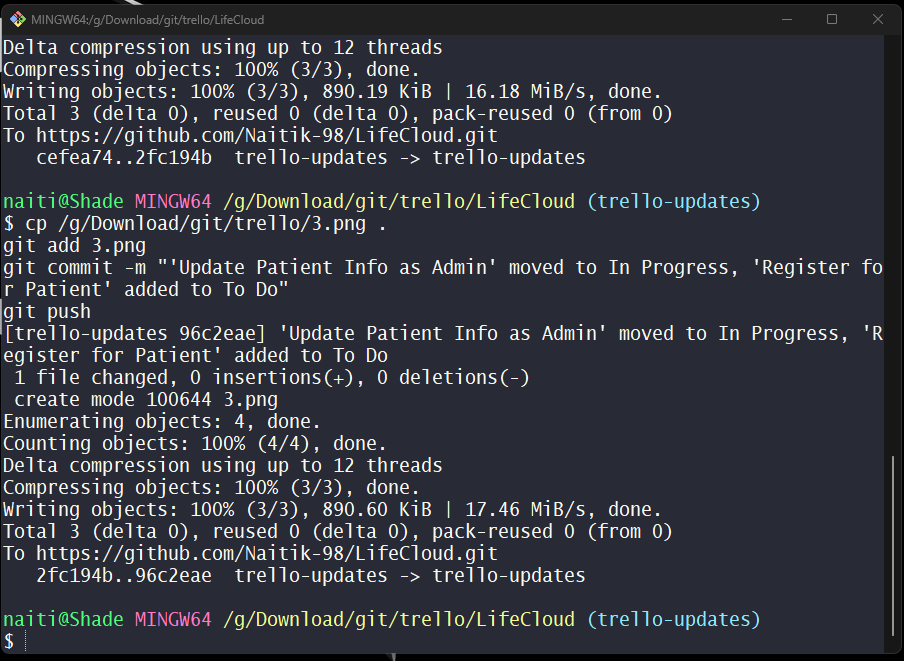 MINGW64:/g/Download/git/trello/LifeCloud
Delta compression using up to 12 threads
Compressing objects: 100% (3/3), done.
Writing objects: 100% (3/3), 890.19 KiB | 16.18 MiB/s, done.
Total 3 (delta 0), reused 0 (delta 0), pack-reused 0 (from 0)
To https://github.com/Naitik-98/LifeCloud.git
   cefea74..2fc194b  trello-updates -> trello-updates
naiti@Shade MINGW64 /g/Download/git/trello/LifeCloud (trello-updates)
$ cp /g/Download/git/trello/3.png .
git add 3.png
git commit -m "'Update Patient Info as Admin' moved to In Progress, 'Register fo
r Patient' added to To Do"
git push
[trello-updates 96c2eae] 'Update Patient Info as Admin' moved to In Progress, 'R
egister for Patient' added to To Do
 1 file changed, 0 insertions(+), 0 deletions(-)
 create mode 100644 3.png
Enumerating objects: 4, done.
Counting objects: 100% (4/4), done.
Delta compression using up to 12 threads
Compressing objects: 100% (3/3), done.
Writing objects: 100% (3/3), 890.60 KiB | 17.46 MiB/s, done.
Total 3 (delta 0), reused 0 (delta 0), pack-reused 0 (from 0)
To https://github.com/Naitik-98/LifeCloud.git
   2fc194b..96c2eae  trello-updates -> trello-updates
naiti@Shade MINGW64 /g/Download/git/trello/LifeCloud (trello-updates)
$